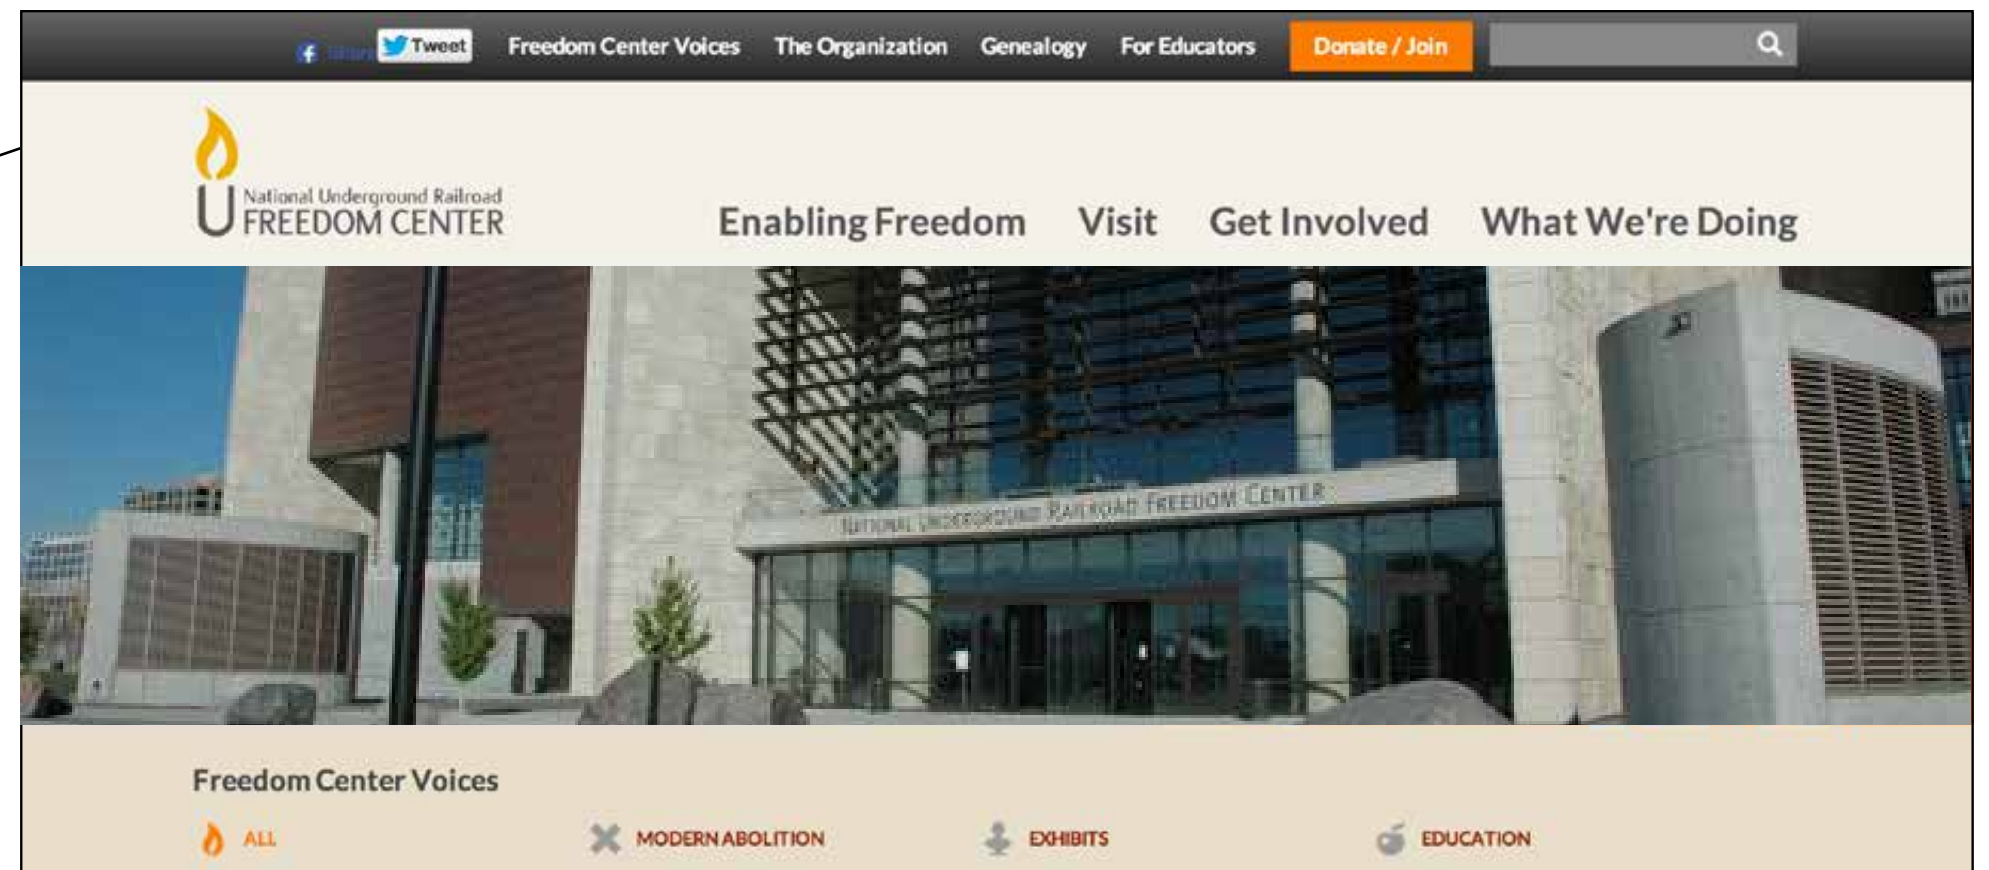 Share Tweet Freedom Center Voices The Organization Genealogy For Educators Donate / Join
National Underground Railroad
FREEDOM CENTER
Enabling Freedom Visit Get Involved What We're Doing
NATIONAL UNDERGROUND RAILROAD FREEDOM CENTER
Freedom Center Voices
ALL MODERN ABOLITION EXHIBITS EDUCATION